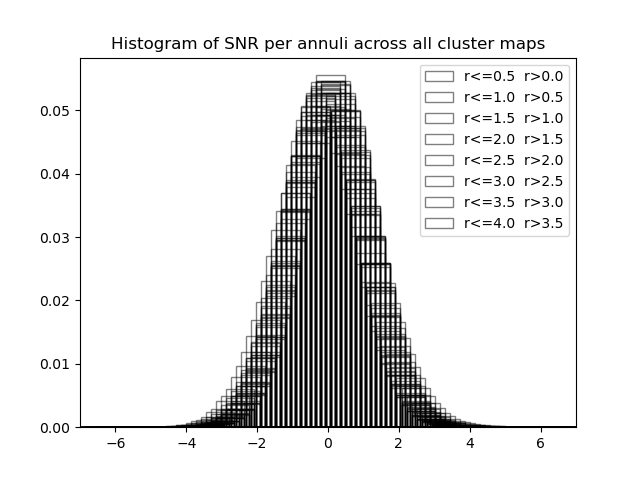 Histogram of SNR per annuli across all cluster maps
r<=0.5  r>0.0
r<=1.0  r>0.5
r<=1.5  r>1.0
r<=2.0  r>1.5
r<=2.5  r>2.0
r<=3.0  r>2.5
r<=3.5  r>3.0
r<=4.0  r>3.5
0.05
0.04
0.03
0.02
0.01
0.00
−6 −4 −2 0 2 4 6